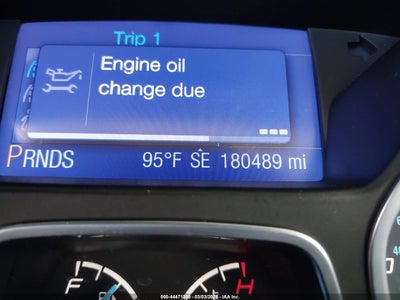 Trip 1
Engine oil
change due
PRNDS 95°F SE 180489 mi
F H